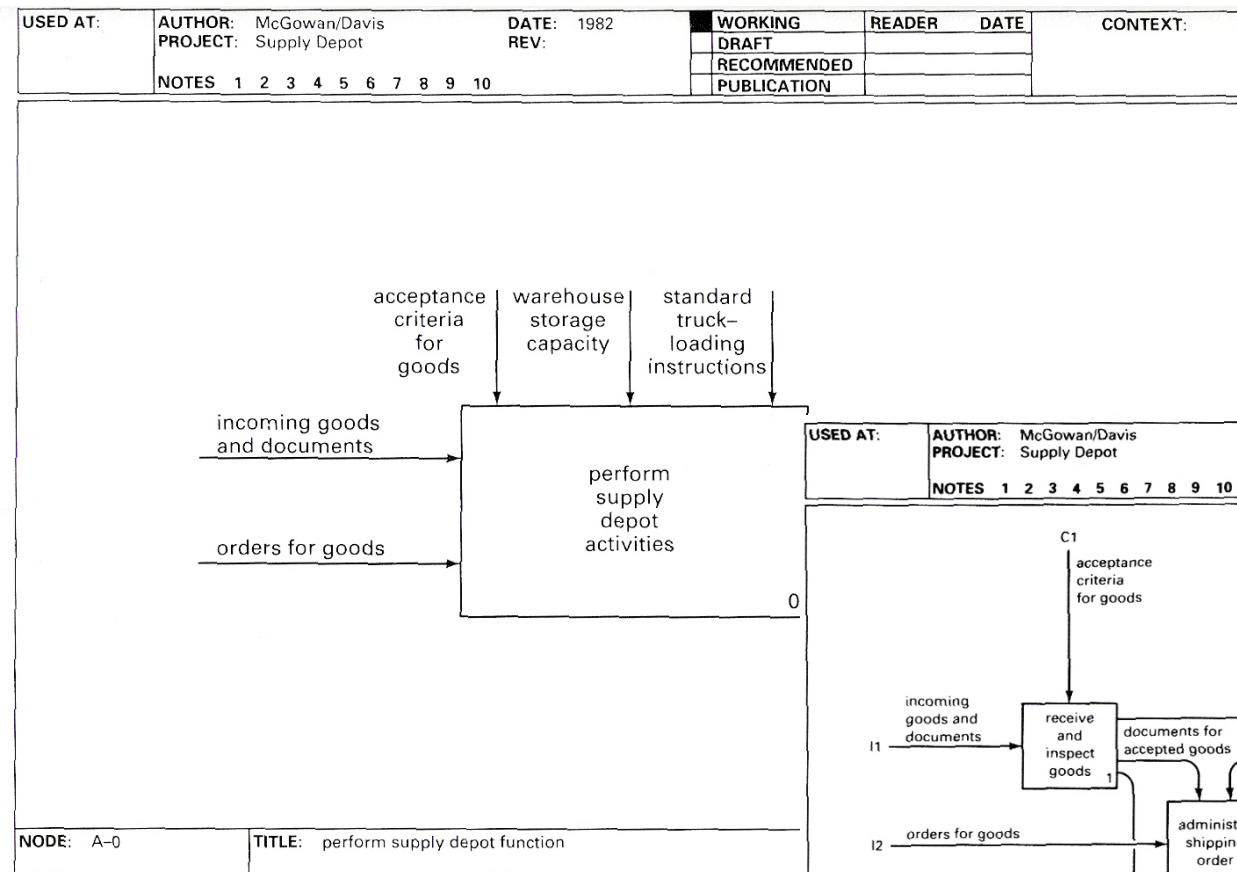 USED AT:
AUTHOR: McGowan/Davis DATE: 1982
PROJECT: Supply Depot REV:
NOTES 1 2 3 4 5 6 7 8 9 10
WORKING
DRAFT
RECOMMENDED
PUBLICATION
READER DATE
CONTEXT:
acceptance
criteria
for
goods
warehouse
storage
capacity
standard
truck–
loading
instructions
incoming goods
and documents
orders for goods
perform
supply
depot
activities
0
NODE: A–0
TITLE: perform supply depot function
USED AT:
AUTHOR: McGowan/Davis
PROJECT: Supply Depot
NOTES 1 2 3 4 5 6 7 8 9 10
C1
acceptance
criteria
for goods
incoming
goods and
documents
I1
receive
and
inspect
goods
1
documents for
accepted goods
I2
orders for goods
administ
shippin
order